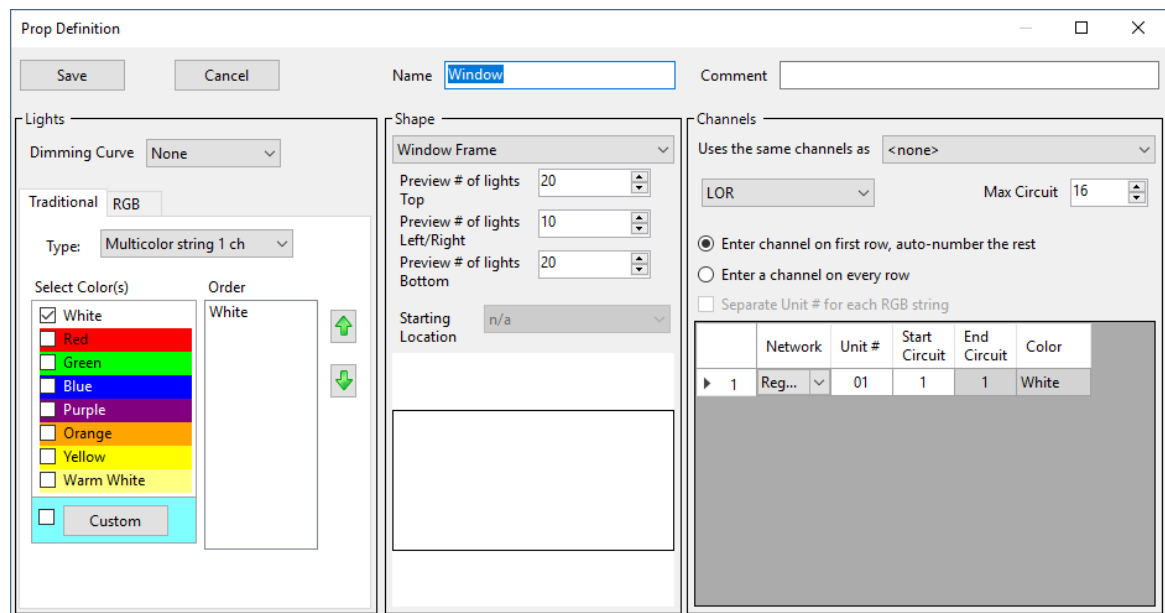 Prop Definition
Save
Cancel
Name
Window
Comment
Lights
Dimming Curve
None
Traditional
RGB
Type:
Multicolor string 1 ch
Select Color(s)
Order
White
White
Red
Green
Blue
Purple
Orange
Yellow
Warm White
Custom
Shape
Window Frame
Preview # of lights
Top
20
Preview # of lights
Left/Right
10
Preview # of lights
Bottom
20
Starting
Location
n/a
Channels
Uses the same channels as
<none>
LOR
Max Circuit
16
Enter channel on first row, auto-number the rest
Enter a channel on every row
Separate Unit # for each RGB string
Network
Unit #
Start
Circuit
End
Circuit
Color
1
Reg...
01
1
1
White